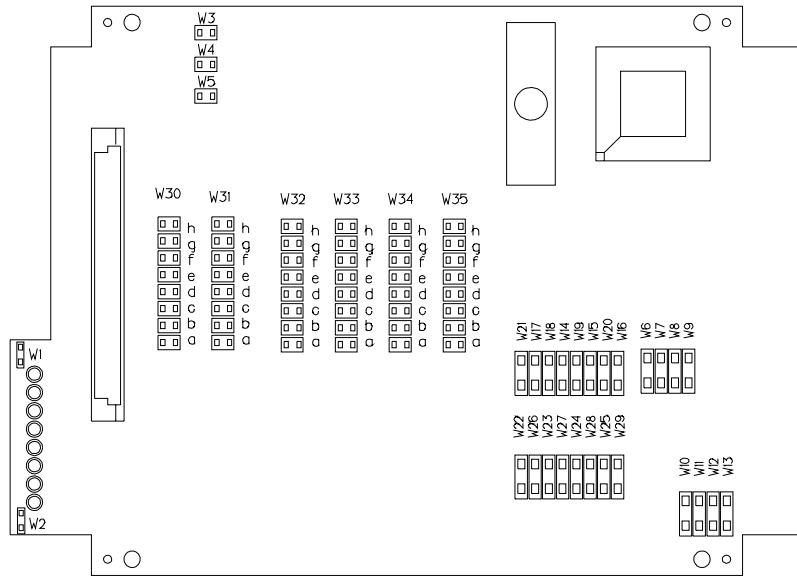 W3
W4
W5
W30 W31 W32 W33 W34 W35
h h h h h h
g g g g g g
f f f f f f
e e e e e e
d d d d d d
c c c c c c
b b b b b b
a a a a a a
W21 W17 W18 W14 W19 W15 W20 W16
W6 W7 W8 W9
W1
W22 W26 W23 W27 W24 W28 W25 W29
W10 W11 W12 W13
W2